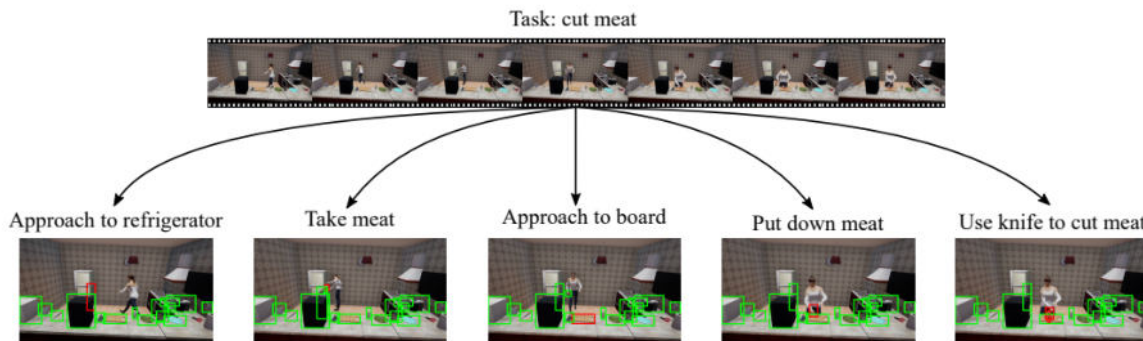 Task: cut meat
Approach to refrigerator
Take meat
Approach to board
Put down meat
Use knife to cut meat